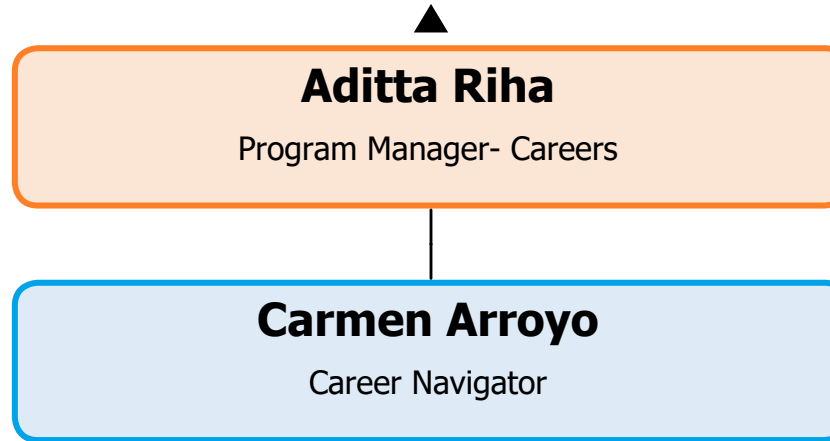 Aditta Riha
Program Manager- Careers
Carmen Arroyo
Career Navigator